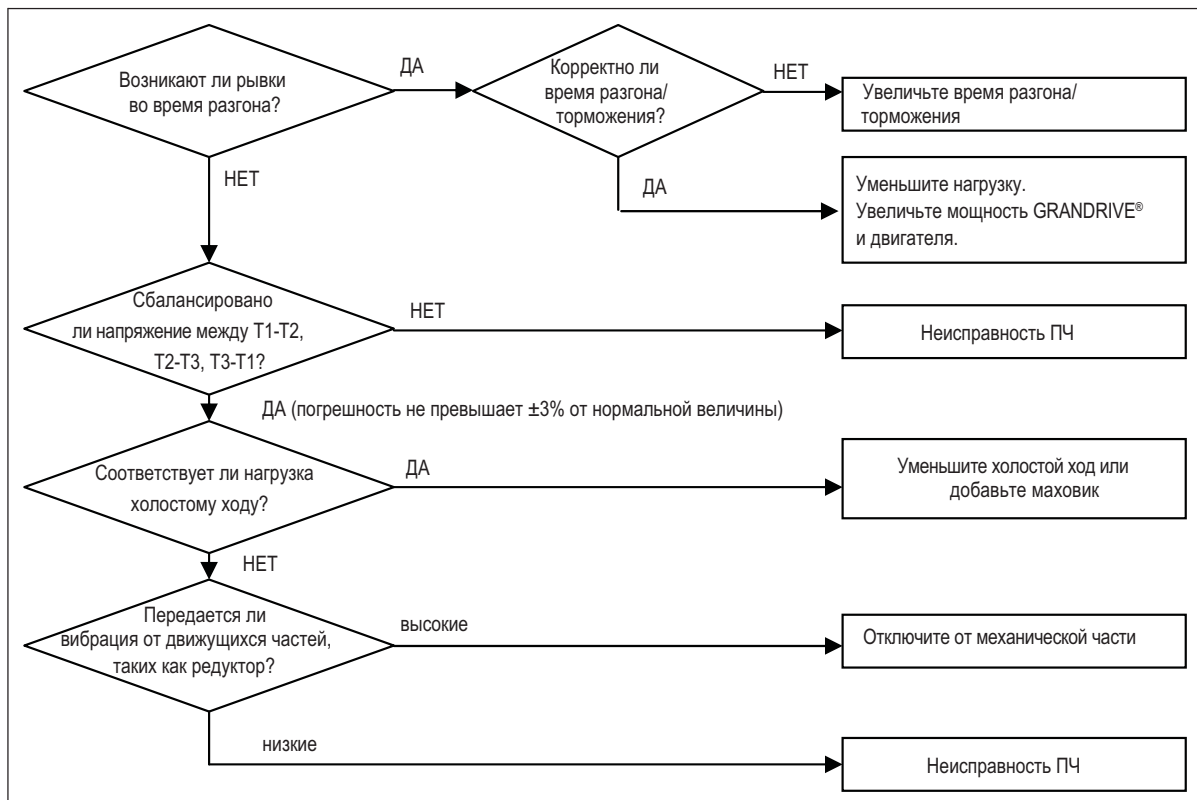 Возникают ли рывки
во время разгона?
ДА
Корректно ли
время разгона/
торможения?
НЕТ
Увеличьте время разгона/
торможения
НЕТ
ДА
Уменьшите нагрузку.
Увеличьте мощность GRANDRIVE®
и двигателя.
Сбалансировано
ли напряжение между Т1-Т2,
Т2-Т3, Т3-Т1?
НЕТ
Неисправность ПЧ
ДА (погрешность не превышает ±3% от нормальной величины)
Соответствует ли нагрузка
холостому ходу?
ДА
Уменьшите холостой ход или
добавьте маховик
НЕТ
Передается ли
вибрация от движущихся частей,
таких как редуктор?
высокие
Отключите от механической части
низкие
Неисправность ПЧ